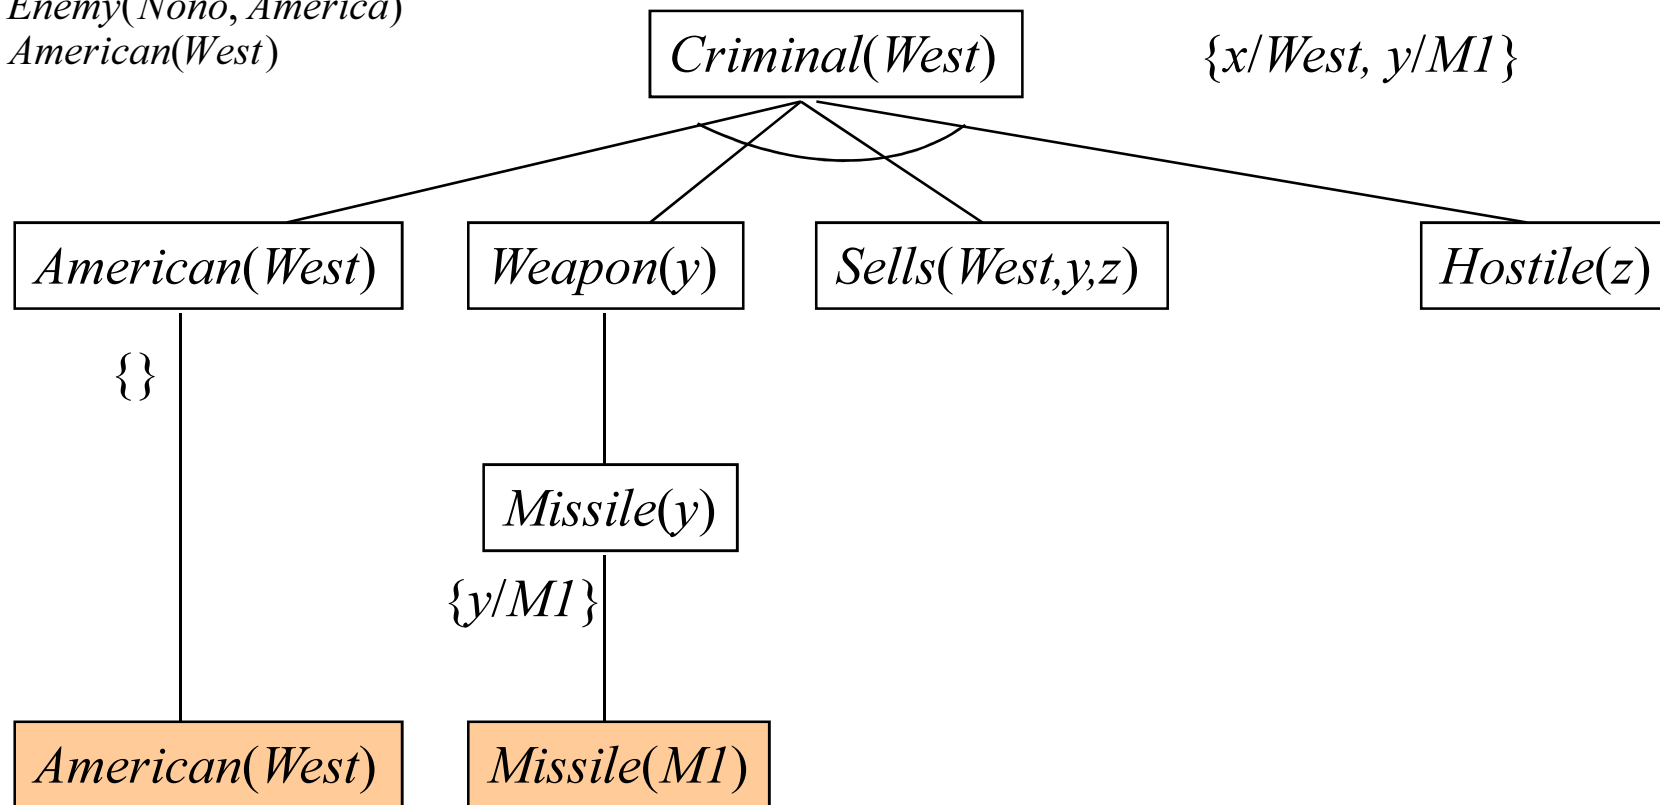 Enemy(Nono, America)
American(West)
Criminal(West)
{x/West, y/M1}
American(West)
Weapon(y)
Sells(West,y,z)
Hostile(z)
{}
Missile(y)
{y/M1}
American(West)
Missile(M1)